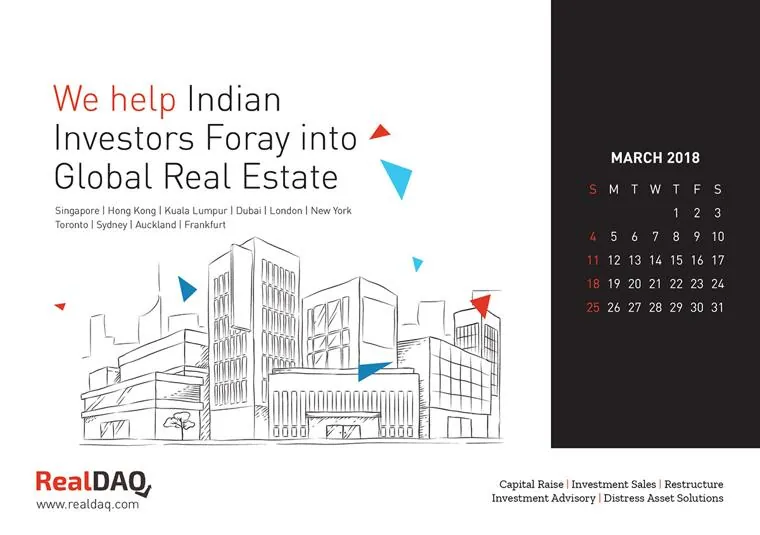 We help Indian
Investors Foray into
Global Real Estate
Singapore | Hong Kong | Kuala Lumpur | Dubai | London | New York
Toronto | Sydney | Auckland | Frankfurt
MARCH 2018
S M T W T F S
1 2 3
4 5 6 7 8 9 10
11 12 13 14 15 16 17
18 19 20 21 22 23 24
25 26 27 28 29 30 31
RealDAQ
www.realdaq.com
Capital Raise | Investment Sales | Restructure
Investment Advisory | Distress Asset Solutions